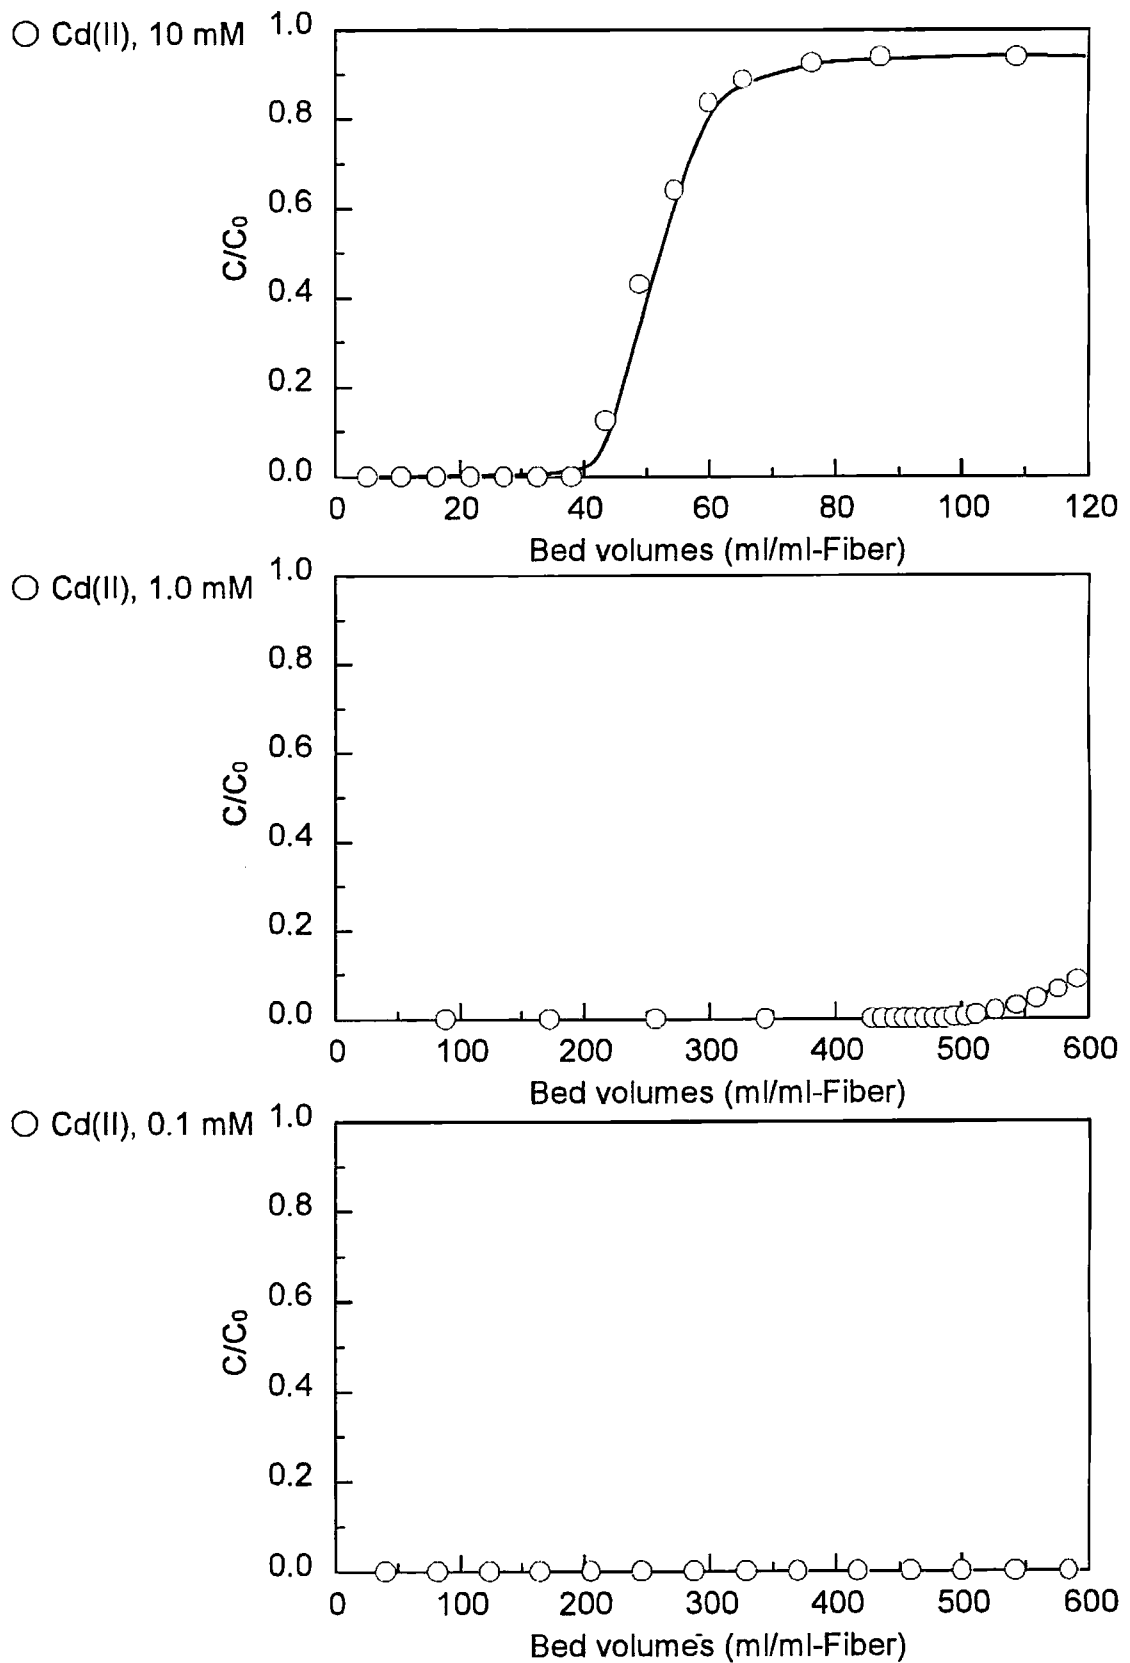 ○ Cd(II), 10 mM
1.0
0.8
0.6
0.4
0.2
0.0
C/C₀
0 20 40 60 80 100 120
Bed volumes (ml/ml-Fiber)
○ Cd(II), 1.0 mM
1.0
0.8
0.6
0.4
0.2
0.0
C/C₀
0 100 200 300 400 500 600
Bed volumes (ml/ml-Fiber)
○ Cd(II), 0.1 mM
1.0
0.8
0.6
0.4
0.2
0.0
C/C₀
0 100 200 300 400 500 600
Bed volumes (ml/ml-Fiber)